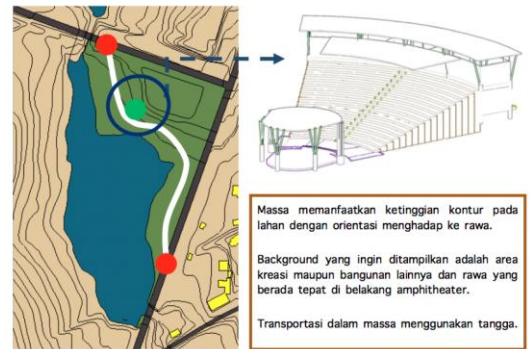 Massa memanfaatkan ketinggian kontur pada
lahan dengan orientasi menghadap ke rawa.
Background yang ingin ditampilkan adalah area
kreasi maupun bangunan lainnya dan rawa yang
berada tepat di belakang amphitheater.
Transportasi dalam massa menggunakan tangga.